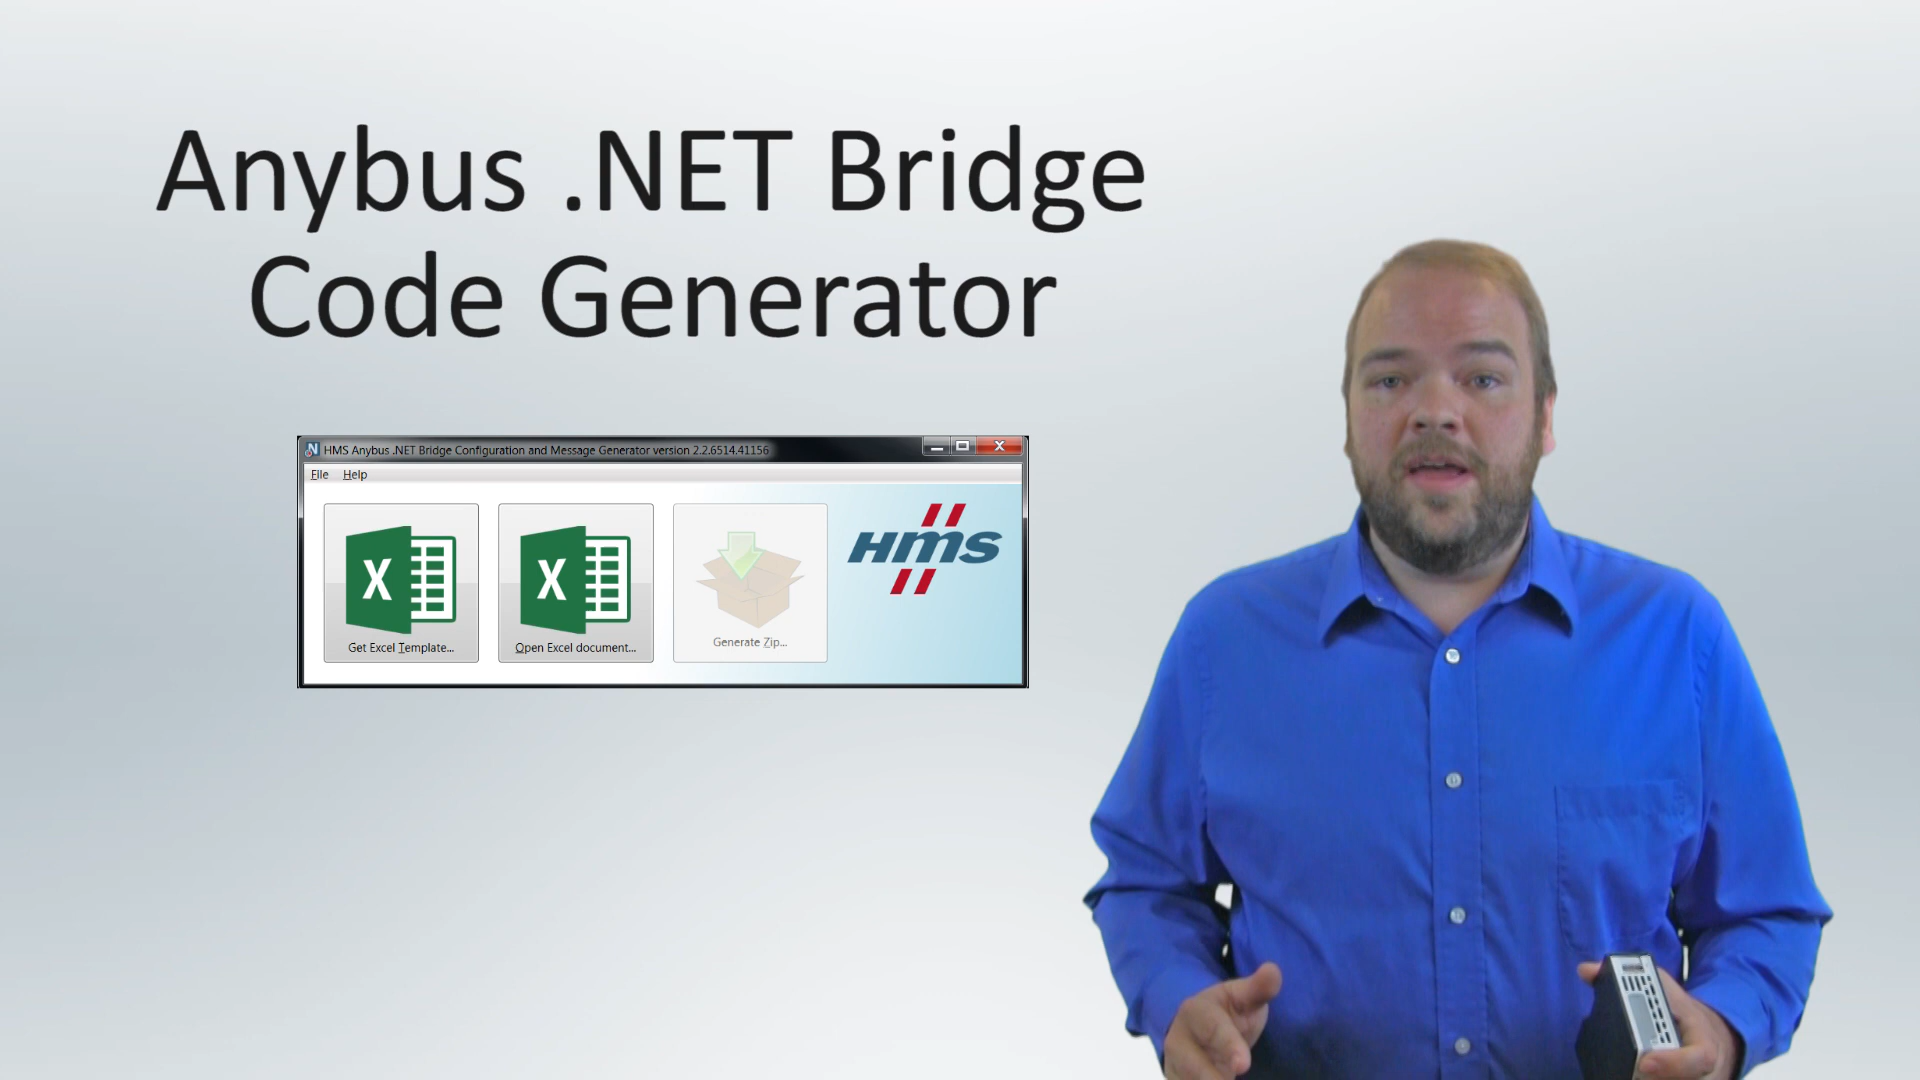 Anybus .NET Bridge
Code Generator
HMS Anybus .NET Bridge Configuration and Message Generator version 2.2.6514.41156
File Help
X
X
HMS
Get Excel Template...
Open Excel document...
Generate Zip...